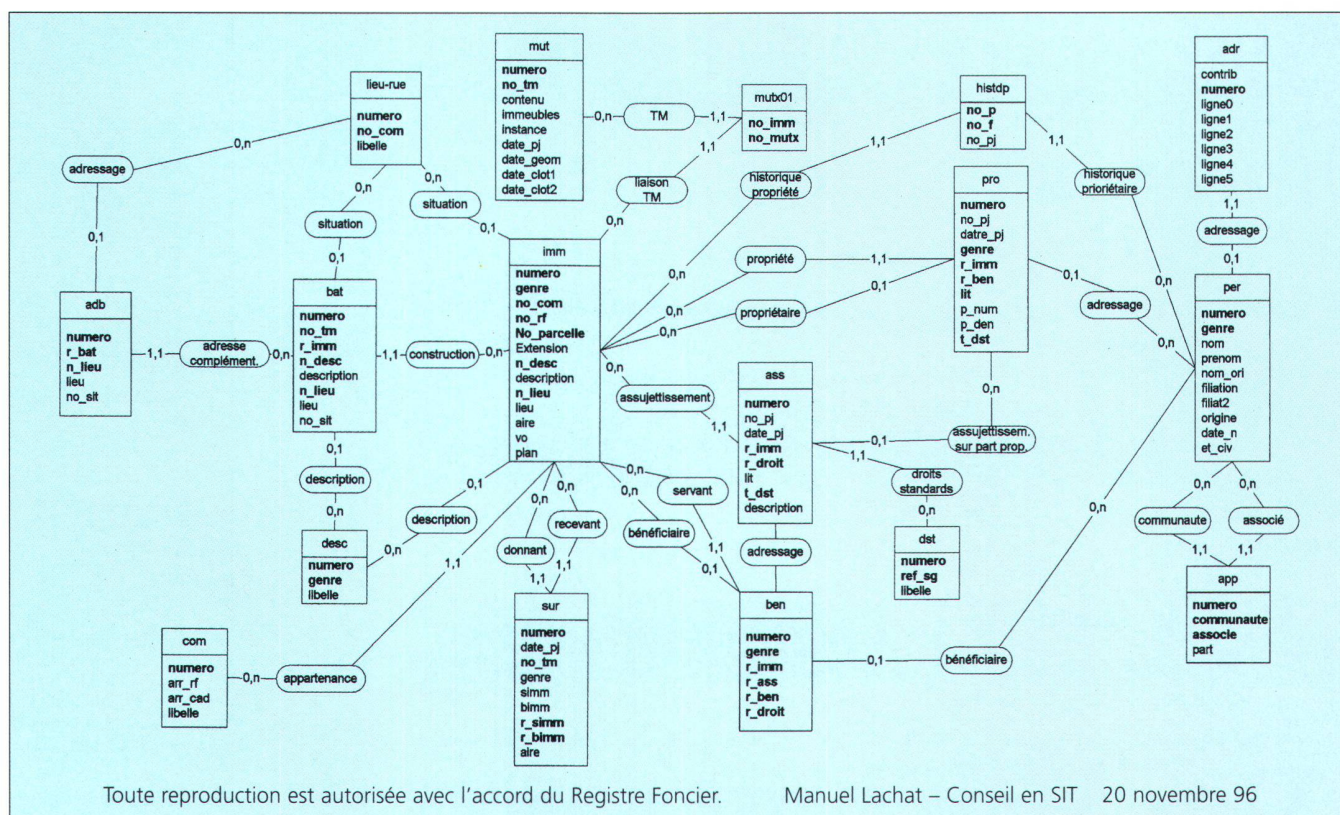 mut
numero
no_tm
contenu
immeubles
instance
date_pj
date_geom
date_clot1
date_clot2
lieu-rue
numero
no_com
libelle
0,n
TM
1,1
mutx01
no_imm
no_mutx
histdp
no_p
no_f
no_pj
adr
contrib
numero
ligne0
ligne1
ligne2
ligne3
ligne4
ligne5
0,n
adressage
0,1
0,n
situation
0,1
0,n
situation
0,1
1,1
liaison
TM
0,n
1,1
historique
propriété
0,n
1,1
historique
prioriétaire
0,n
1,1
adressage
0,1
pro
numero
no_pj
datre_pj
genre
r_imm
r_ben
lit
p_num
p_den
t_dst
imm
numero
genre
no_com
no_rf
No_parcelle
Extension
n_desc
description
n_lieu
lieu
aire
vo
plan
propriété
1,1
0,n
propriétaire
0,1
0,n
0,1
adressage
0,n
per
numero
genre
nom
prenom
nom_ori
filiation
filiat2
origine
date_n
et_civ
adb
numero
r_bat
n_lieu
lieu
no_sit
1,1
adresse
complément.
0,n
bat
numero
no_tm
r_imm
n_desc
description
n_lieu
lieu
no_sit
1,1
construction
0,n
0,n
assujettissement
1,1
ass
numero
no_pj
date_pj
r_imm
r_droit
lit
t_dst
description
0,n
assujettissem.
sur part prop.
0,1
1,1
droits
standards
0,n
dst
numero
ref_sg
libelle
0,1
description
0,n
desc
numero
genre
libelle
0,1
description
0,n
0,n
donnant
1,1
0,n
recevant
1,1
0,n
bénéficiaire
0,1
0,n
servant
1,1
adressage
0,n
0,n
communaute
1,1
0,n
associé
1,1
app
numero
communaute
associe
part
1,1
appartenance
0,n
com
numero
arr_rf
arr_cad
libelle
sur
numero
date_pj
no_tm
genre
simm
bimm
r_simm
r_bimm
aire
ben
numero
genre
r_imm
r_ass
r_ben
r_droit
0,1
bénéficiaire
Toute reproduction est autorisée avec l'accord du Registre Foncier. Manuel Lachat – Conseil en SIT 20 novembre 96